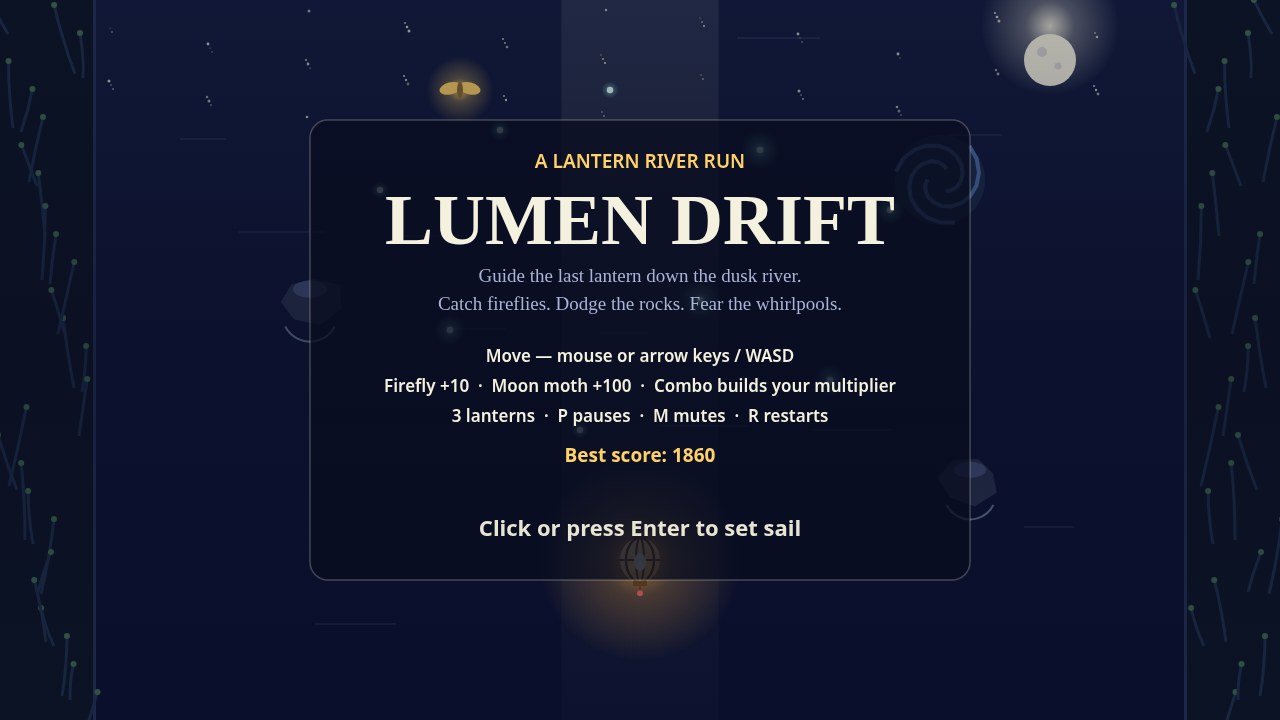 A LANTERN RIVER RUN
LUMEN DRIFT
Guide the last lantern down the dusk river.
Catch fireflies. Dodge the rocks. Fear the whirlpools.
Move — mouse or arrow keys / WASD
Firefly +10 · Moon moth +100 · Combo builds your multiplier
3 lanterns · P pauses · M mutes · R restarts
Best score: 1860
Click or press Enter to set sail